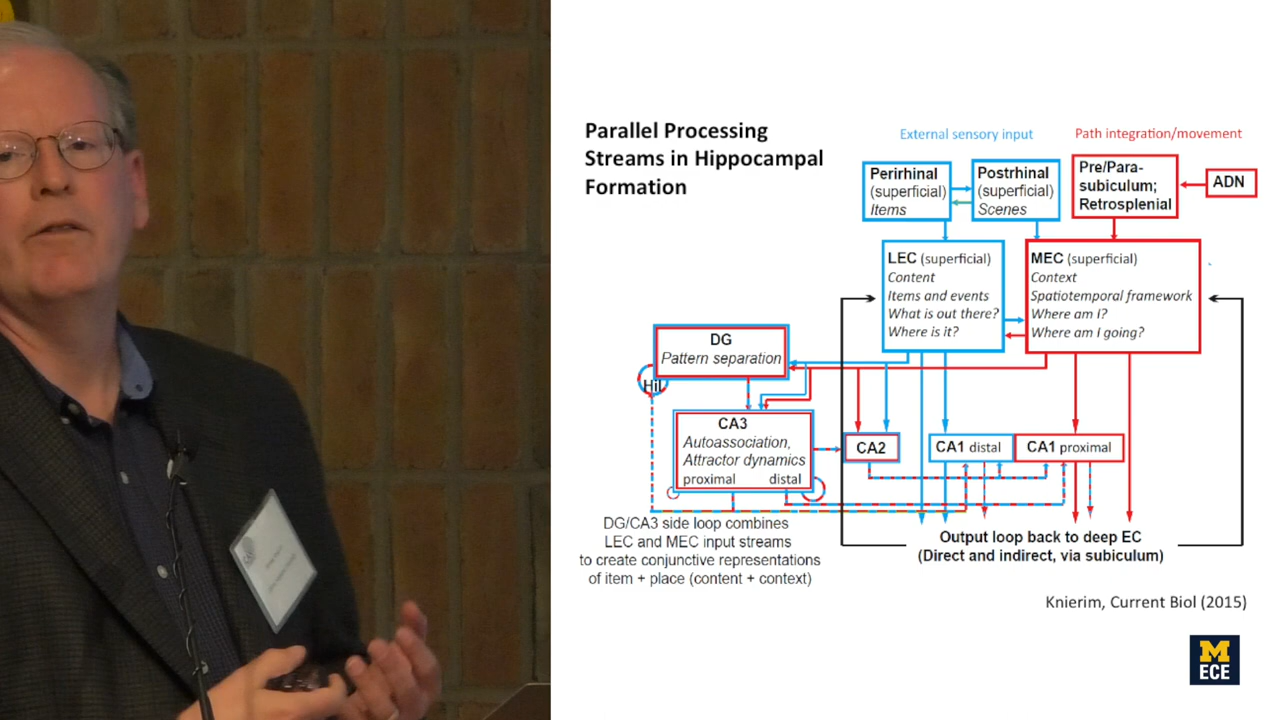 Parallel Processing
Streams in Hippocampal
Formation
External sensory input
Path integration/movement
Perirhinal
(superficial)
Items
Postrhinal
(superficial)
Scenes
Pre/Para-
subiculum;
Retrosplenial
ADN
LEC (superficial)
Content
Items and events
What is out there?
Where is it?
MEC (superficial)
Context
Spatiotemporal framework
Where am I?
Where am I going?
DG
Pattern separation
Hil
CA3
Autoassociation,
Attractor dynamics
proximal distal
CA2
CA1 distal
CA1 proximal
DG/CA3 side loop combines
LEC and MEC input streams
to create conjunctive representations
of item + place (content + context)
Output loop back to deep EC
(Direct and indirect, via subiculum)
Knierim, Current Biol (2015)
M
ECE